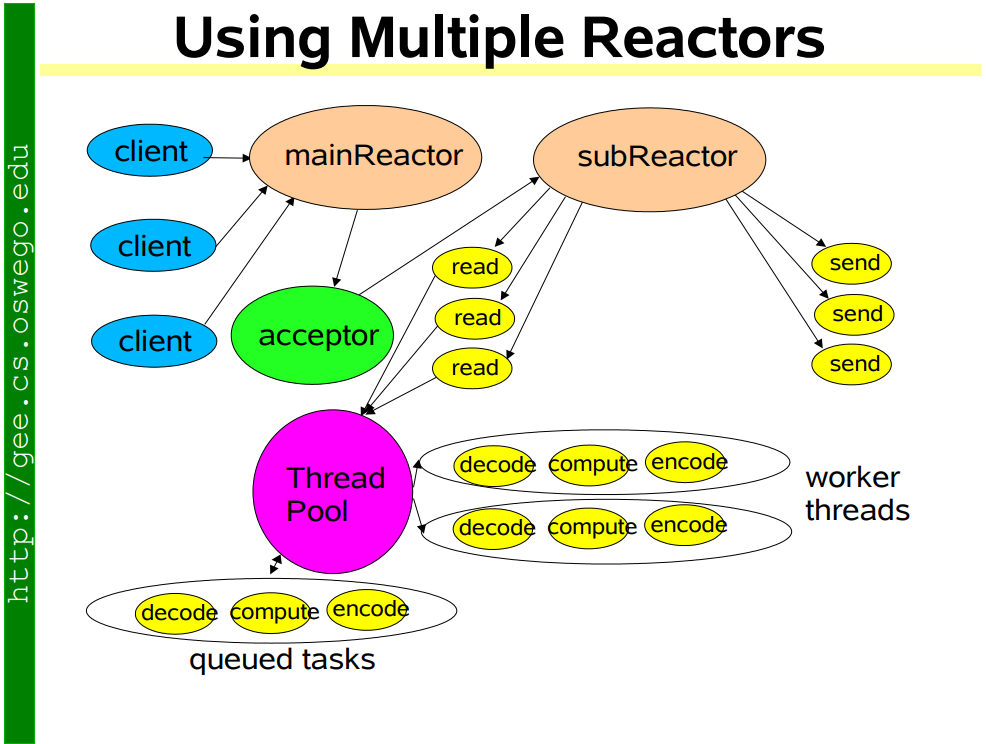 Using Multiple Reactors
http://gee.cs.oswego.edu
client
mainReactor
subReactor
client
client
acceptor
read
read
read
send
send
send
Thread
Pool
decode compute encode
decode compute encode
worker
threads
decode compute encode
queued tasks